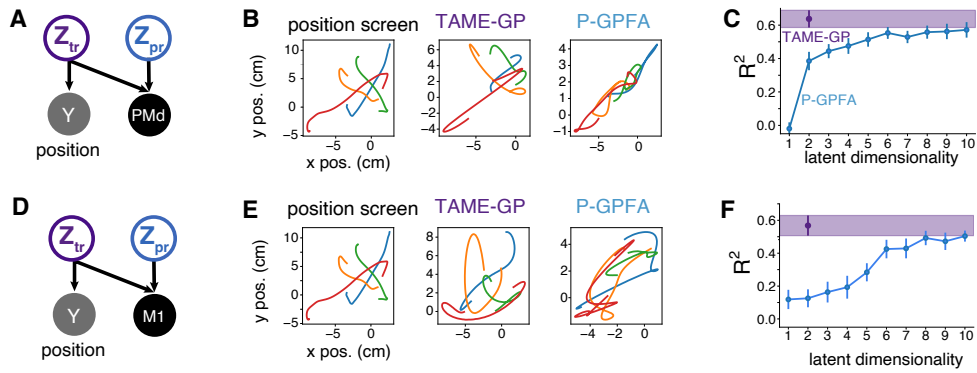 A
Z_tr
Z_pr
Y
PMd
position
B
position screen
TAME-GP
P-GPFA
y pos. (cm)
10
5
0
−5
−5
0
6
4
2
0
−2
−4
−5
0
4
3
2
1
0
−1
−5
0
x pos. (cm)
C
R²
0.6
0.4
0.2
0.0
TAME-GP
P-GPFA
1 2 3 4 5 6 7 8 9 10
latent dimensionality
D
Z_tr
Z_pr
Y
M1
position
E
position screen
TAME-GP
P-GPFA
y pos. (cm)
10
5
0
−5
−5
0
8
6
4
2
0
−5
0
4
2
0
−4
−2
0
x pos. (cm)
F
R²
0.6
0.4
0.2
0.0
1 2 3 4 5 6 7 8 9 10
latent dimensionality